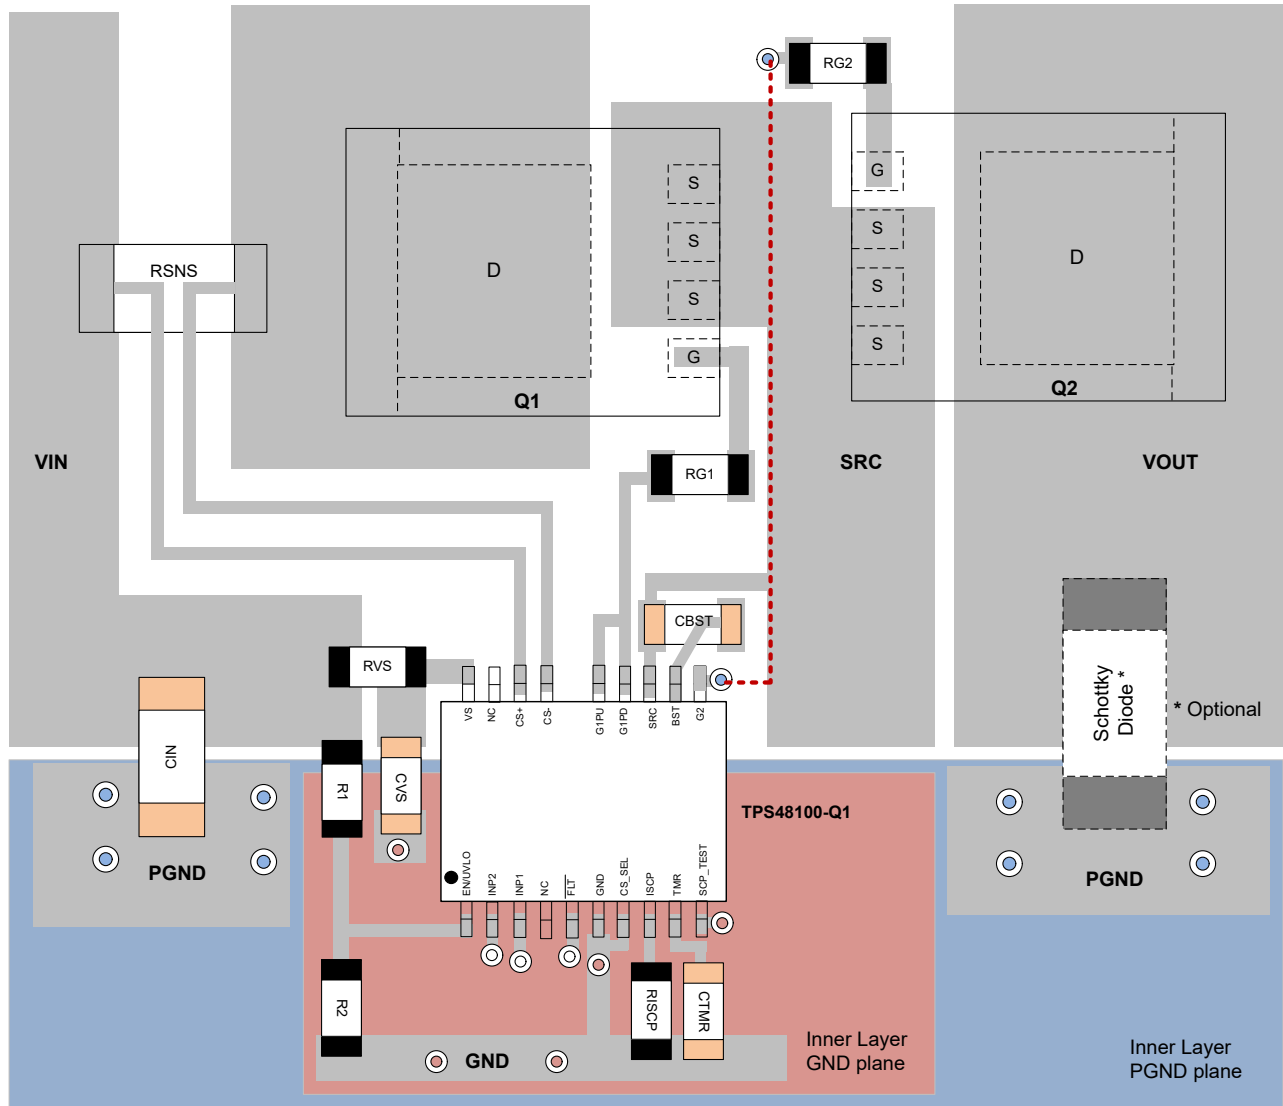 RG2
G
S
S
S
D
S
S
S
G
D
RSNS
Q1
Q2
VIN
RG1
SRC
VOUT
CBST
RVS
VS
NC
CS+
CS-
G1PU
G1PD
SRC
BST
G2
Schottky
Diode *
* Optional
CIN
R1
CVS
TPS48100-Q1
PGND
PGND
EN/UVLO
INP2
INP1
NC
FLT
GND
CS_SEL
ISCP
TMR
SCP_TEST
R2
RISCP
CTMR
GND
Inner Layer
GND plane
Inner Layer
PGND plane